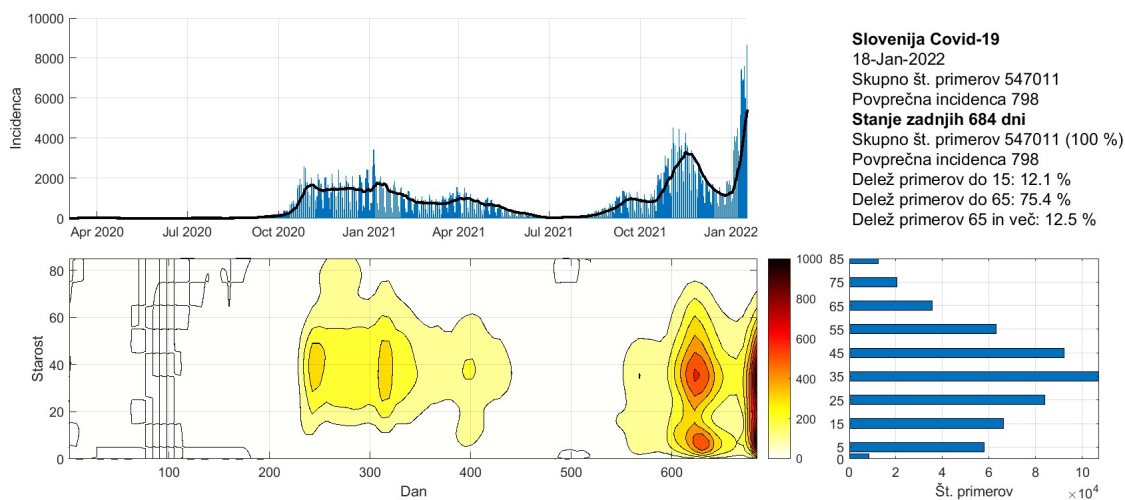 10000
8000
6000
4000
2000
0
Incidenca
Apr 2020 Jul 2020 Oct 2020 Jan 2021 Apr 2021 Jul 2021 Oct 2021 Jan 2022
Slovenija Covid-19
18-Jan-2022
Skupno št. primerov 547011
Povprečna incidenca 798
Stanje zadnjih 684 dni
Skupno št. primerov 547011 (100 %)
Povprečna incidenca 798
Delež primerov do 15: 12.1 %
Delež primerov do 65: 75.4 %
Delež primerov 65 in več: 12.5 %
80
60
40
20
0
Starost
100 200 300 400 500 600
Dan
1000
800
600
400
200
0
85
75
65
55
45
35
25
15
5
0
0 2 4 6 8 10
Št. primerov
×10⁴